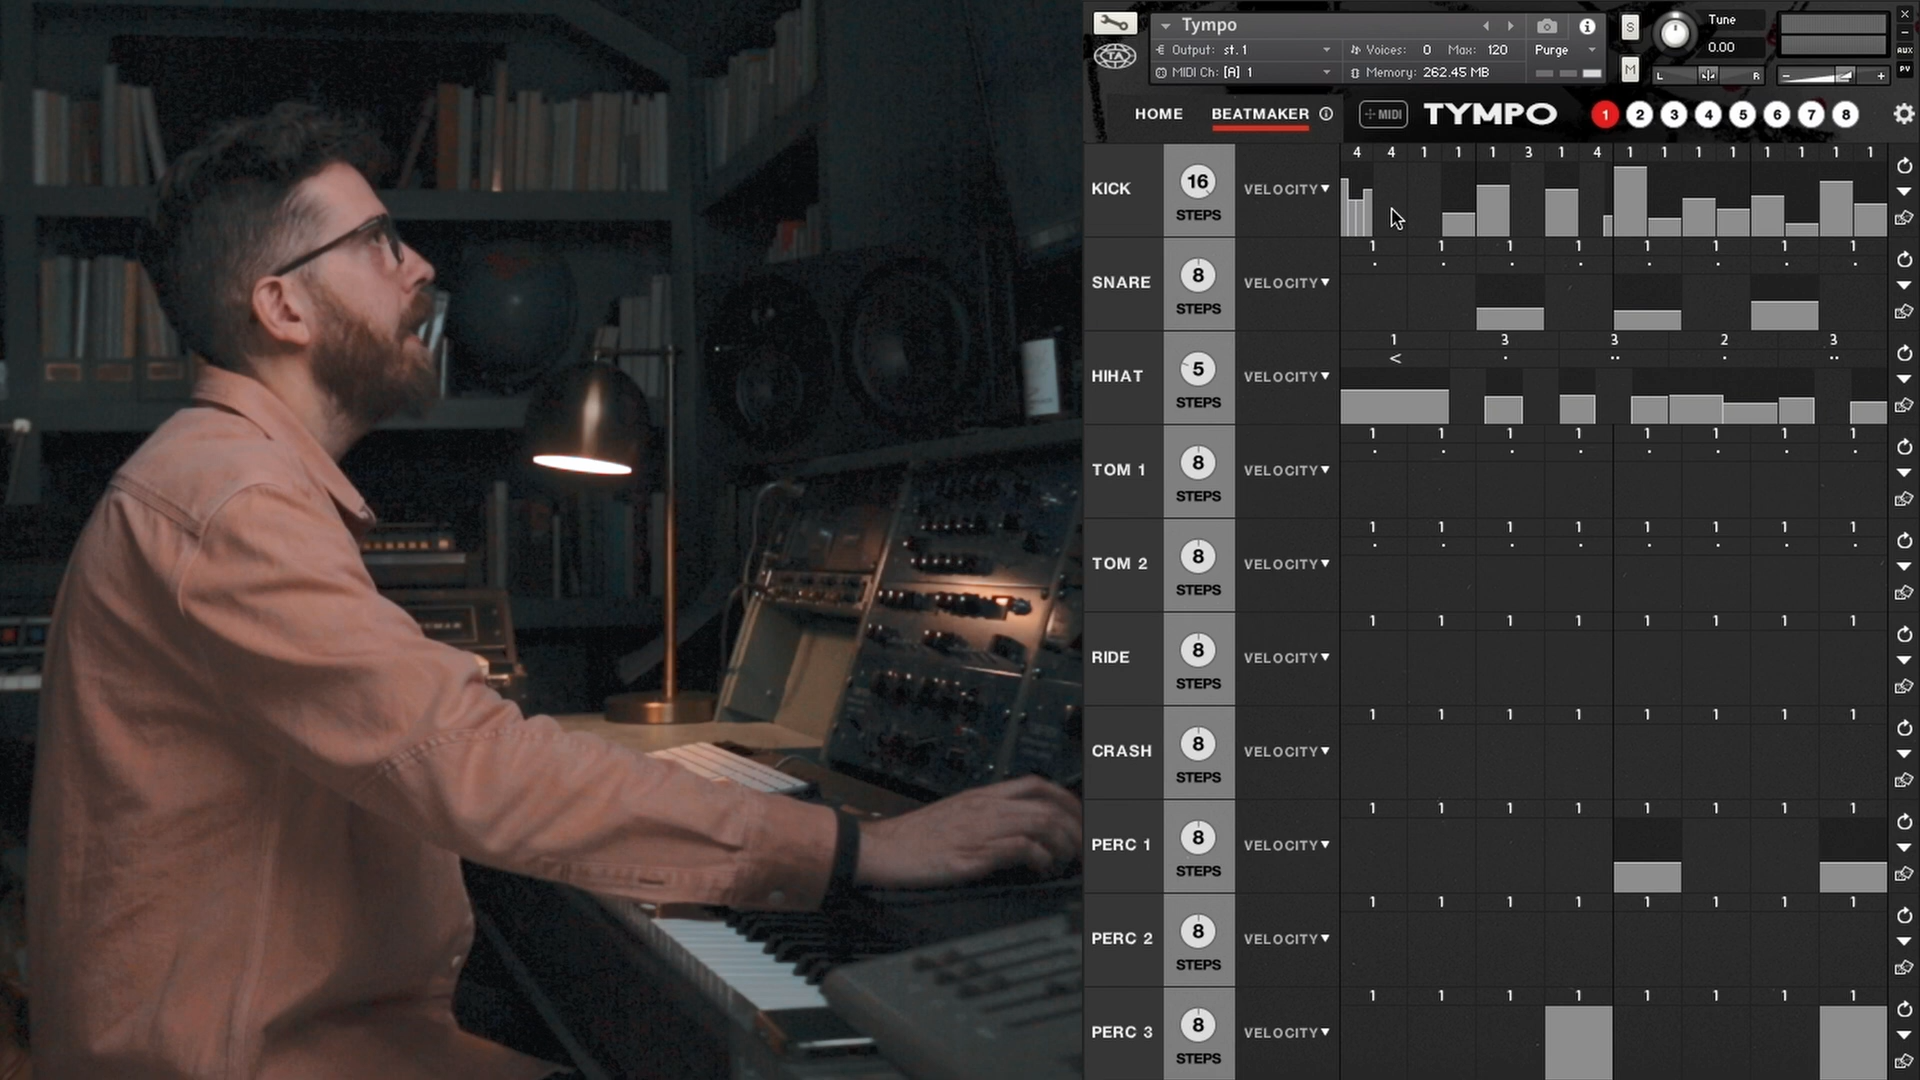 Tympo
Output: st.1 Voices: 0 Max: 120 Purge
MIDI Ch: [A] 1 Memory: 262.45 MB
S
M
Tune
0.00
L R
- +
AUX
PV
TA
HOME BEATMAKER i MIDI TYMPO 1 2 3 4 5 6 7 8
4 4 1 1 1 3 1 4 1 1 1 1 1 1 1 1
KICK 16 STEPS VELOCITY
1 1 1 1 1 1 1 1
SNARE 8 STEPS VELOCITY
1 3 3 2 3
<
HIHAT 5 STEPS VELOCITY
1 1 1 1 1 1 1 1
TOM 1 8 STEPS VELOCITY
1 1 1 1 1 1 1 1
TOM 2 8 STEPS VELOCITY
1 1 1 1 1 1 1 1
RIDE 8 STEPS VELOCITY
1 1 1 1 1 1 1 1
CRASH 8 STEPS VELOCITY
1 1 1 1 1 1 1 1
PERC 1 8 STEPS VELOCITY
1 1 1 1 1 1 1 1
PERC 2 8 STEPS VELOCITY
1 1 1 1 1 1 1 1
PERC 3 8 STEPS VELOCITY